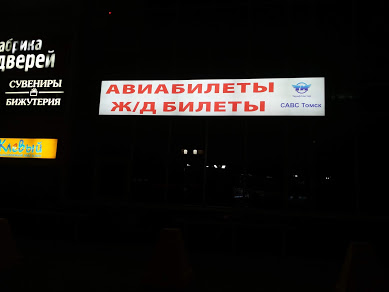 абрика
дверей
СУВЕНИРЫ
БИЖУТЕРИЯ
АВИАБИЛЕТЫ
Ж/Д БИЛЕТЫ
САВС Томск